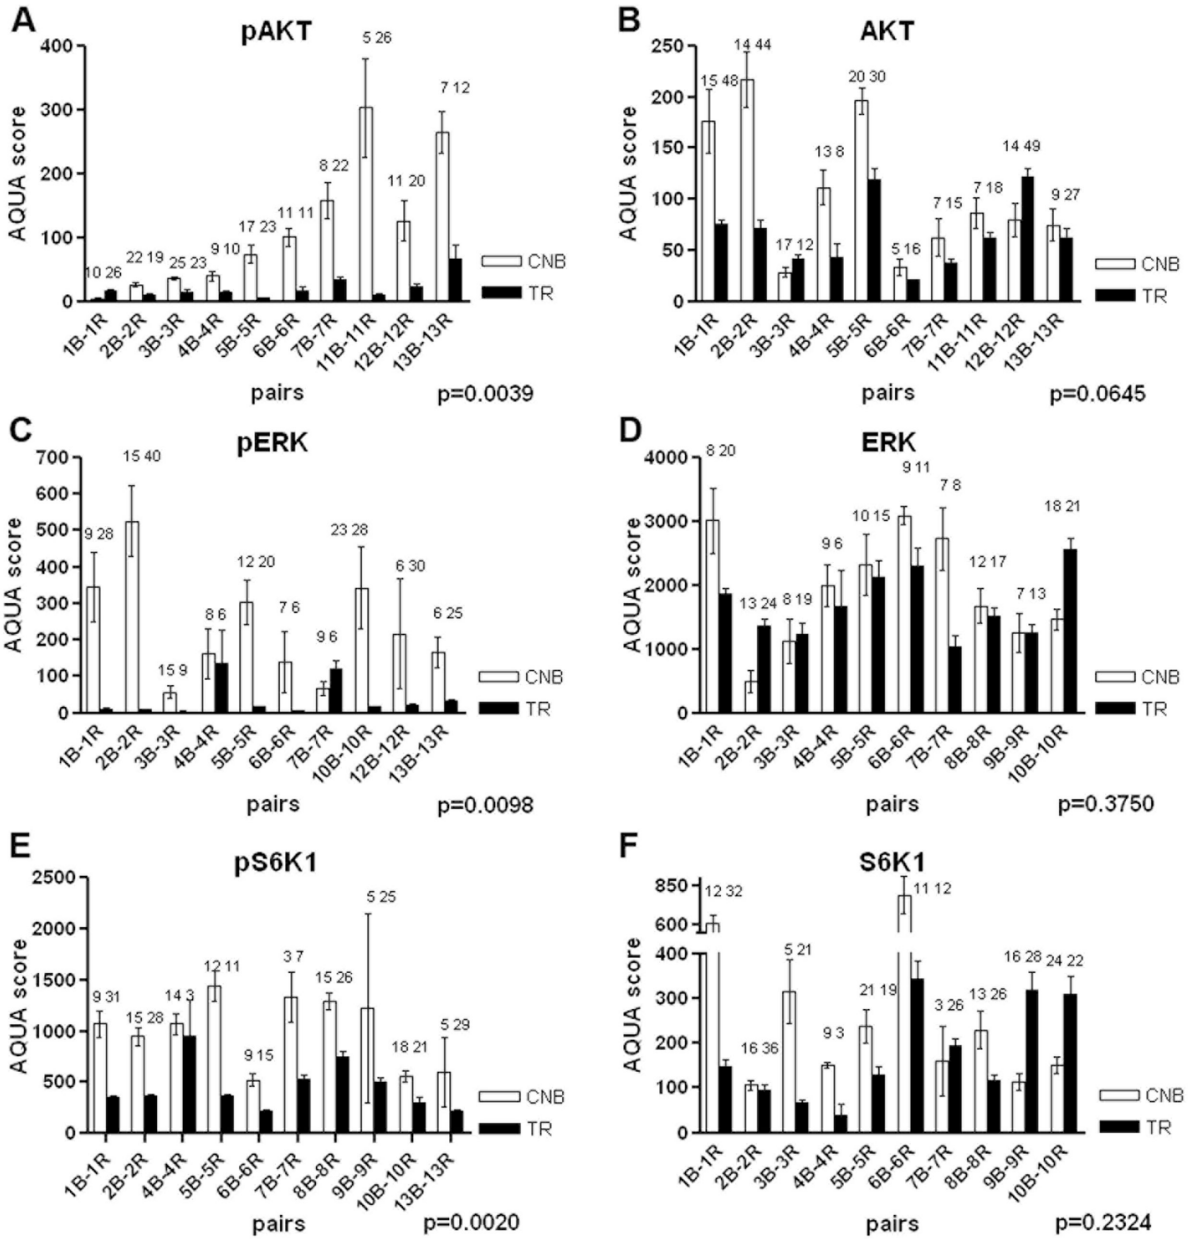 A
pAKT
AQUA score
400
300
200
100
0
10 26
22 19
25 23
9 10
17 23
11 11
8 22
5 26
11 20
7 12
CNB
TR
1B-1R
2B-2R
3B-3R
4B-4R
5B-5R
6B-6R
7B-7R
11B-11R
12B-12R
13B-13R
pairs
p=0.0039
B
AKT
AQUA score
250
200
150
100
50
0
15 48
14 44
17 12
13 8
20 30
5 16
7 15
7 18
14 49
9 27
CNB
TR
1B-1R
2B-2R
3B-3R
4B-4R
5B-5R
6B-6R
7B-7R
11B-11R
12B-12R
13B-13R
pairs
p=0.0645
C
pERK
AQUA score
700
600
500
400
300
200
100
0
9 28
15 40
15 9
8 6
12 20
7 6
9 6
23 28
6 30
6 25
CNB
TR
1B-1R
2B-2R
3B-3R
4B-4R
5B-5R
6B-6R
7B-7R
10B-10R
12B-12R
13B-13R
pairs
p=0.0098
D
ERK
AQUA score
4000
3000
2000
1000
0
8 20
13 24
8 19
9 6
10 15
9 11
7 8
12 17
7 13
18 21
CNB
TR
1B-1R
2B-2R
3B-3R
4B-4R
5B-5R
6B-6R
7B-7R
8B-8R
9B-9R
10B-10R
pairs
p=0.3750
E
pS6K1
AQUA score
2500
2000
1500
1000
500
0
9 31
15 28
14 3
12 11
9 15
3 7
15 26
5 25
18 21
5 29
CNB
TR
1B-1R
2B-2R
4B-4R
5B-5R
6B-6R
7B-7R
8B-8R
9B-9R
10B-10R
13B-13R
pairs
p=0.0020
F
S6K1
AQUA score
850
600
400
300
200
100
0
12 32
16 36
5 21
9 3
21 19
11 12
3 26
13 26
16 28
24 22
CNB
TR
1B-1R
2B-2R
3B-3R
4B-4R
5B-5R
6B-6R
7B-7R
8B-8R
9B-9R
10B-10R
pairs
p=0.2324